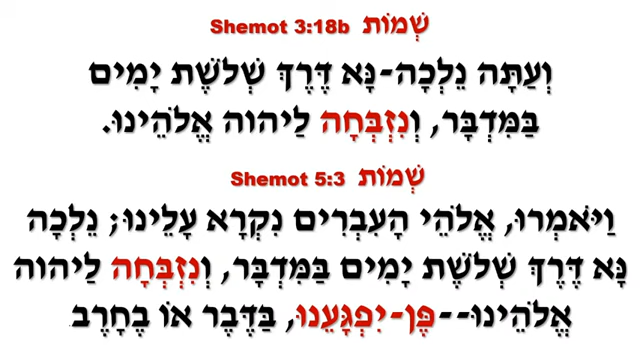 שְׁמוֹת Shemot 3:18b
וְעַתָּה נֵלְכָה-נָּא דֶּרֶךְ שְׁלֹשֶׁת יָמִים
בַּמִּדְבָּר, וְנִזְבְּחָה לַיהוה אֱלֹהֵינוּ.
שְׁמוֹת Shemot 5:3
וַיֹּאמְרוּ, אֱלֹהֵי הָעִבְרִים נִקְרָא עָלֵינוּ; נֵלְכָה
נָּא דֶּרֶךְ שְׁלֹשֶׁת יָמִים בַּמִּדְבָּר, וְנִזְבְּחָה לַיהוה
אֱלֹהֵינוּ--פֶּן-יִפְגָּעֵנוּ, בַּדֶּבֶר אוֹ בֶחָרֶב.